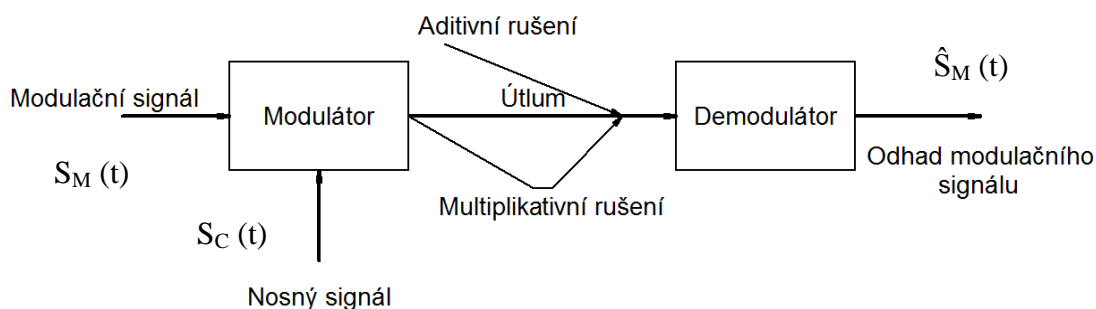 Aditivní rušení
Ŝ_M (t)
Modulační signál
Modulátor
Útlum
Demodulátor
S_M (t)
Odhad modulačního
signálu
Multiplikativní rušení
S_C (t)
Nosný signál